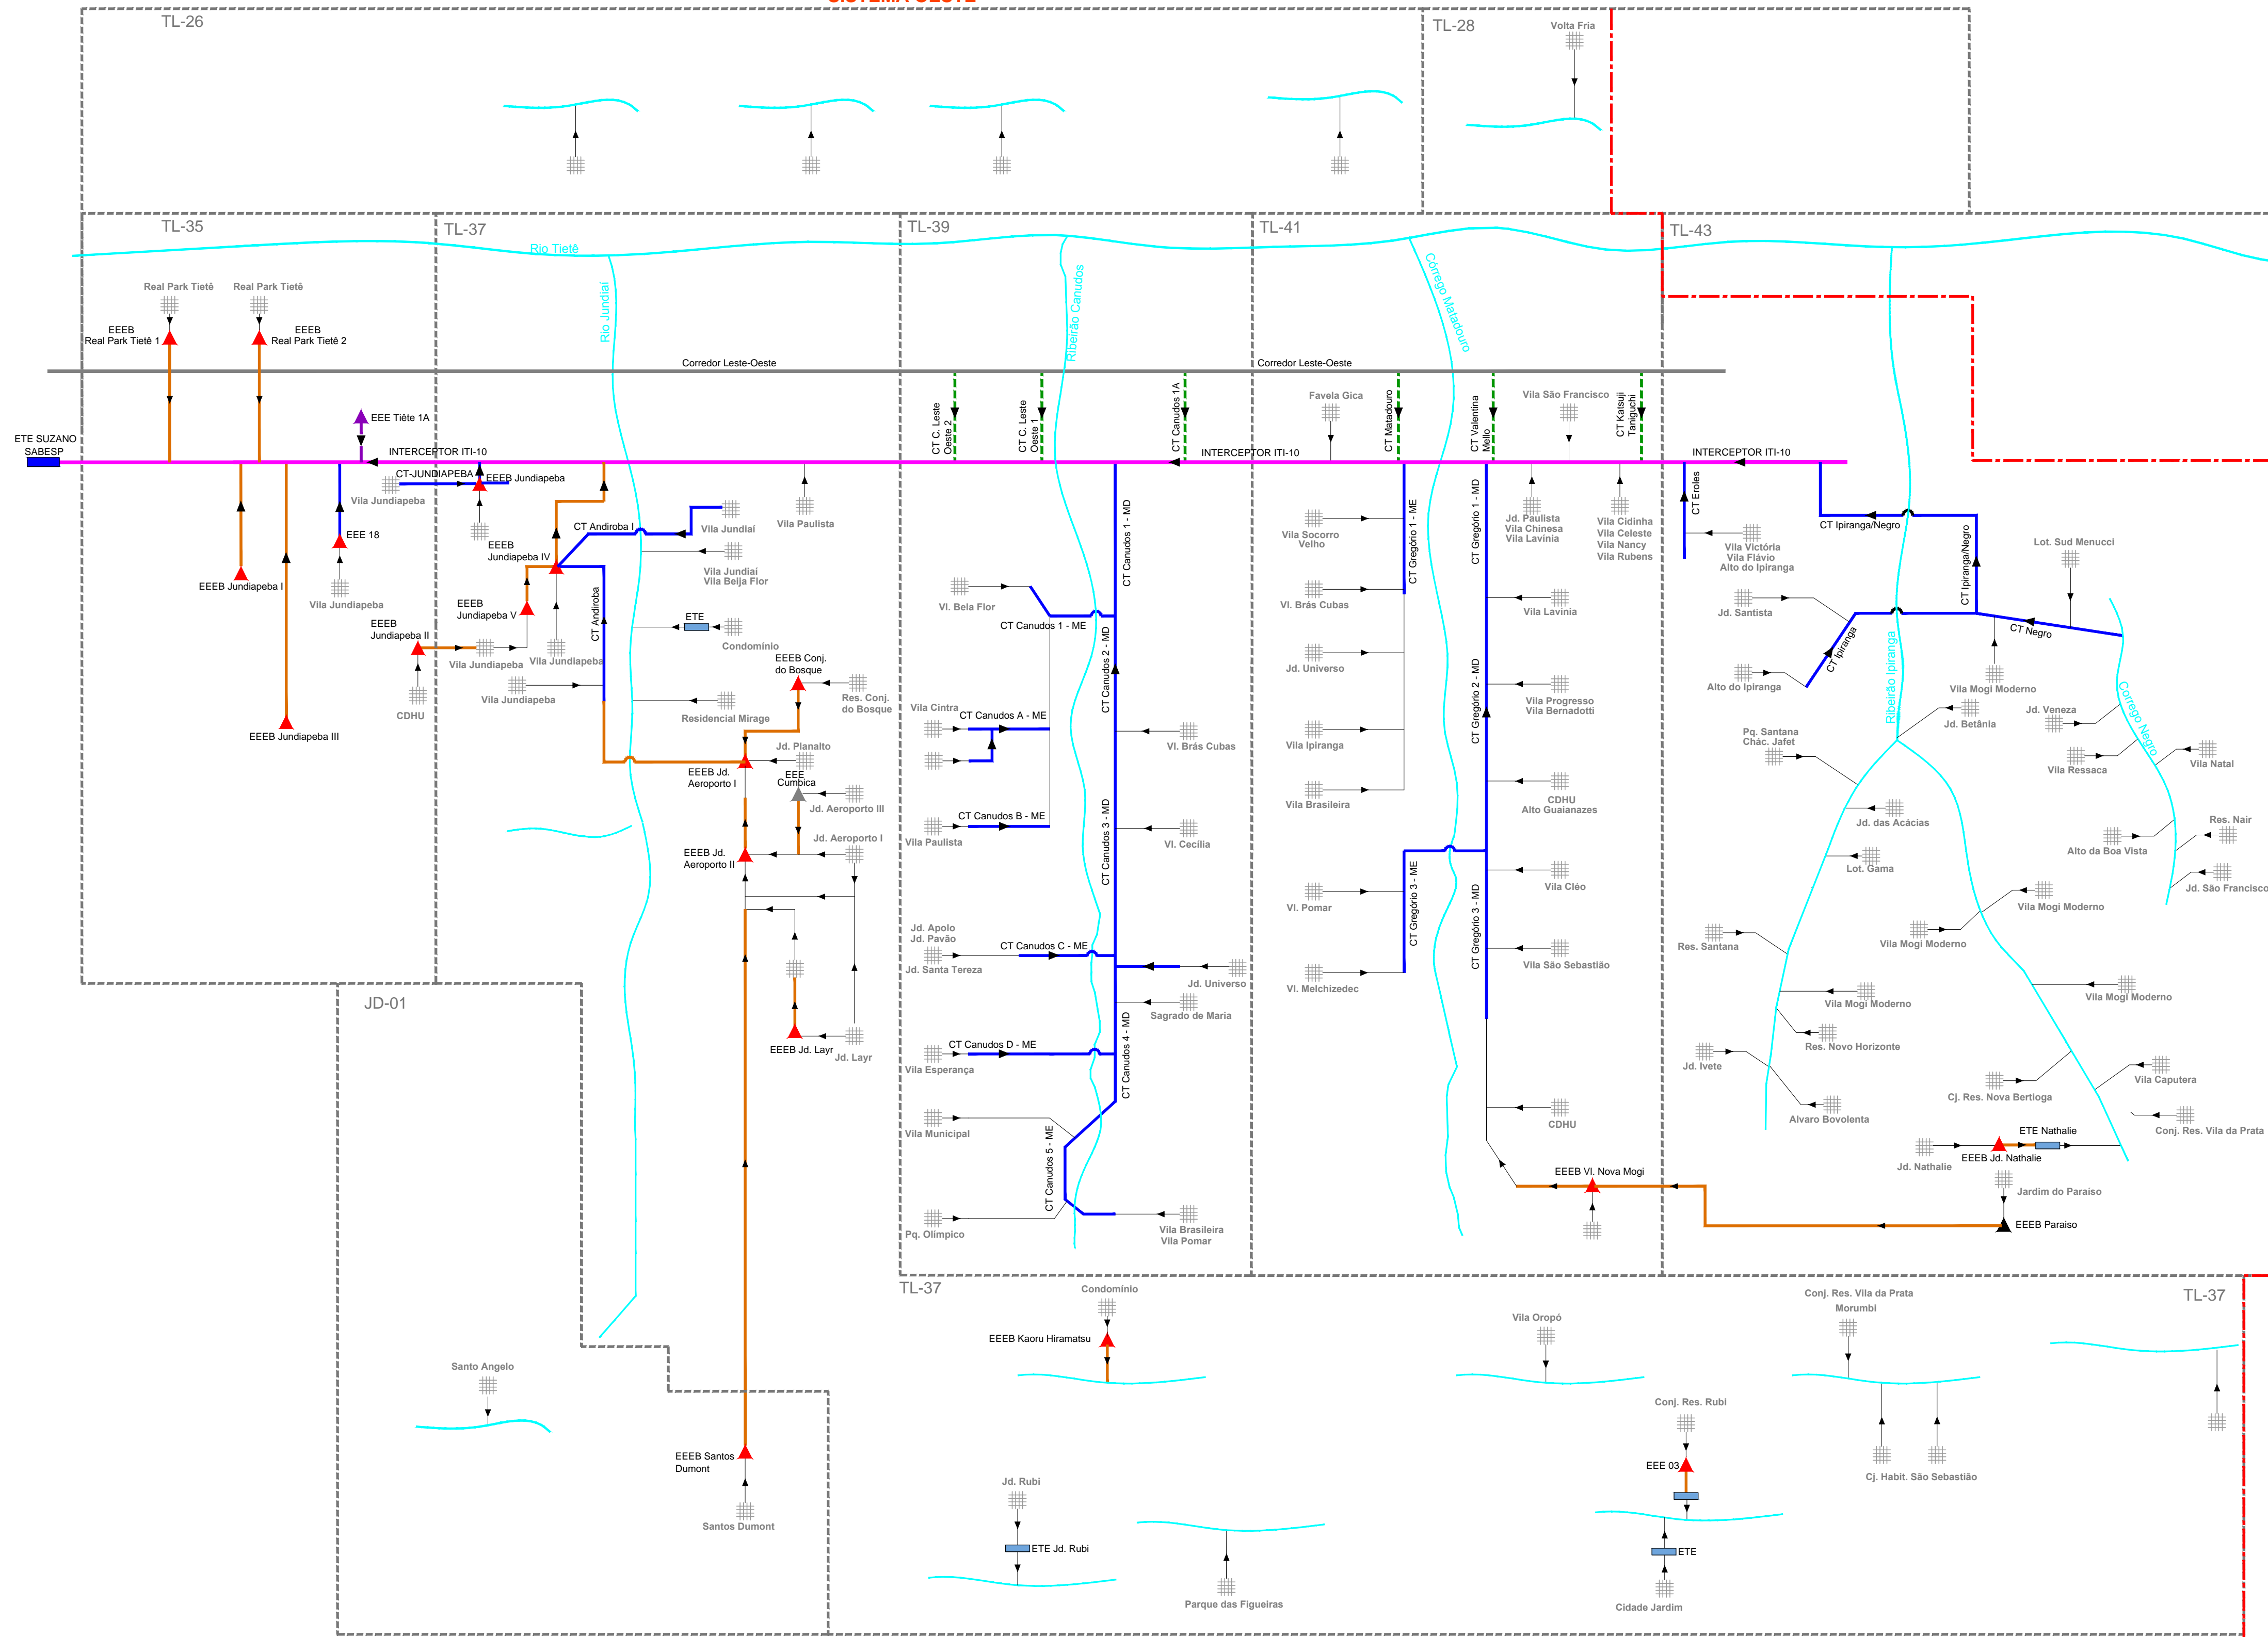 TL-26
TL-28
Volta Fria
TL-35
TL-37
TL-39
TL-41
TL-43
Rio Tietê
Rio Jundiaí
Ribeirão Canudos
Córrego Matadouro
Ribeirão Ipiranga
Corrego Negro
Real Park Tietê
Real Park Tietê
EEEB
Real Park Tietê 1
EEEB
Real Park Tietê 2
Corredor Leste-Oeste
Corredor Leste-Oeste
EEE Tiête 1A
ETE SUZANO
SABESP
INTERCEPTOR ITI-10
INTERCEPTOR ITI-10
INTERCEPTOR ITI-10
CT-JUNDIAPEBA
EEEB Jundiapeba
Vila Jundiapeba
EEE 18
Vila Jundiapeba
EEEB Jundiapeba I
EEEB Jundiapeba III
EEEB
Jundiapeba II
CDHU
Vila Jundiapeba
EEEB
Jundiapeba V
EEEB
Jundiapeba IV
Vila Jundiapeba
Vila Jundiapeba
CT Andiroba I
CT Andiroba
Vila Jundiaí
Vila Paulista
Vila Jundiaí
Vila Beija Flor
ETE
Condomínio
Residencial Mirage
EEEB Conj.
do Bosque
Res. Conj.
do Bosque
Jd. Planalto
EEEB Jd.
Aeroporto I
EEE
Cumbica
Jd. Aeroporto III
Jd. Aeroporto I
EEEB Jd.
Aeroporto II
EEEB Jd. Layr
Jd. Layr
CT C. Leste
Oeste 2
CT C. Leste
Oeste 1
CT Canudos 1A
CT Canudos 1 - MD
Vl. Bela Flor
CT Canudos 1 - ME
CT Canudos 2 - MD
Vila Cintra
CT Canudos A - ME
Vl. Brás Cubas
CT Canudos B - ME
Vila Paulista
CT Canudos 3 - MD
Vl. Cecília
Jd. Apolo
Jd. Pavão
Jd. Santa Tereza
CT Canudos C - ME
Jd. Universo
Sagrado de Maria
CT Canudos D - ME
Vila Esperança
CT Canudos 4 - MD
Vila Municipal
CT Canudos 5 - ME
Pq. Olímpico
Vila Brasileira
Vila Pomar
Favela Gica
CT Matadouro
CT Valentina
Mello
Vila São Francisco
CT Katsuji
Taniguchi
Vila Socorro
Velho
CT Gregório 1 - ME
CT Gregório 1 - MD
Jd. Paulista
Vila Chinesa
Vila Lavínia
Vila Cidinha
Vila Celeste
Vila Nancy
Vila Rubens
Vl. Brás Cubas
Vila Lavínia
Jd. Universo
CT Gregório 2 - MD
Vila Progresso
Vila Bernadotti
Vila Ipiranga
Vila Brasileira
CDHU
Alto Guaianazes
CT Gregório 3 - ME
CT Gregório 3 - MD
Vila Cléo
Vl. Pomar
Vila São Sebastião
Vl. Melchizedec
CDHU
EEEB Vl. Nova Mogi
CT Eroles
Vila Victória
Vila Flávio
Alto do Ipiranga
CT Ipiranga/Negro
CT Ipiranga/Negro
Lot. Sud Menucci
Jd. Santista
CT Ipiranga
CT Negro
Alto do Ipiranga
Vila Mogi Moderno
Jd. Betânia
Jd. Veneza
Pq. Santana
Chác. Jafet
Vila Ressaca
Vila Natal
Jd. das Acácias
Res. Nair
Alto da Boa Vista
Lot. Gama
Jd. São Francisco
Vila Mogi Moderno
Vila Mogi Moderno
Res. Santana
Vila Mogi Moderno
Vila Mogi Moderno
Res. Novo Horizonte
Jd. Ivete
Vila Caputera
Cj. Res. Nova Bertioga
Alvaro Bovolenta
Conj. Res. Vila da Prata
ETE Nathalie
EEEB Jd. Nathalie
Jd. Nathalie
Jardim do Paraiso
EEEB Paraiso
JD-01
Santo Angelo
EEEB Santos
Dumont
Santos Dumont
TL-37
TL-37
Condomínio
EEEB Kaoru Hiramatsu
Vila Oropó
Conj. Res. Vila da Prata
Morumbi
Conj. Res. Rubi
EEE 03
Cj. Habit. São Sebastião
Jd. Rubi
ETE Jd. Rubi
Parque das Figueiras
ETE
Cidade Jardim